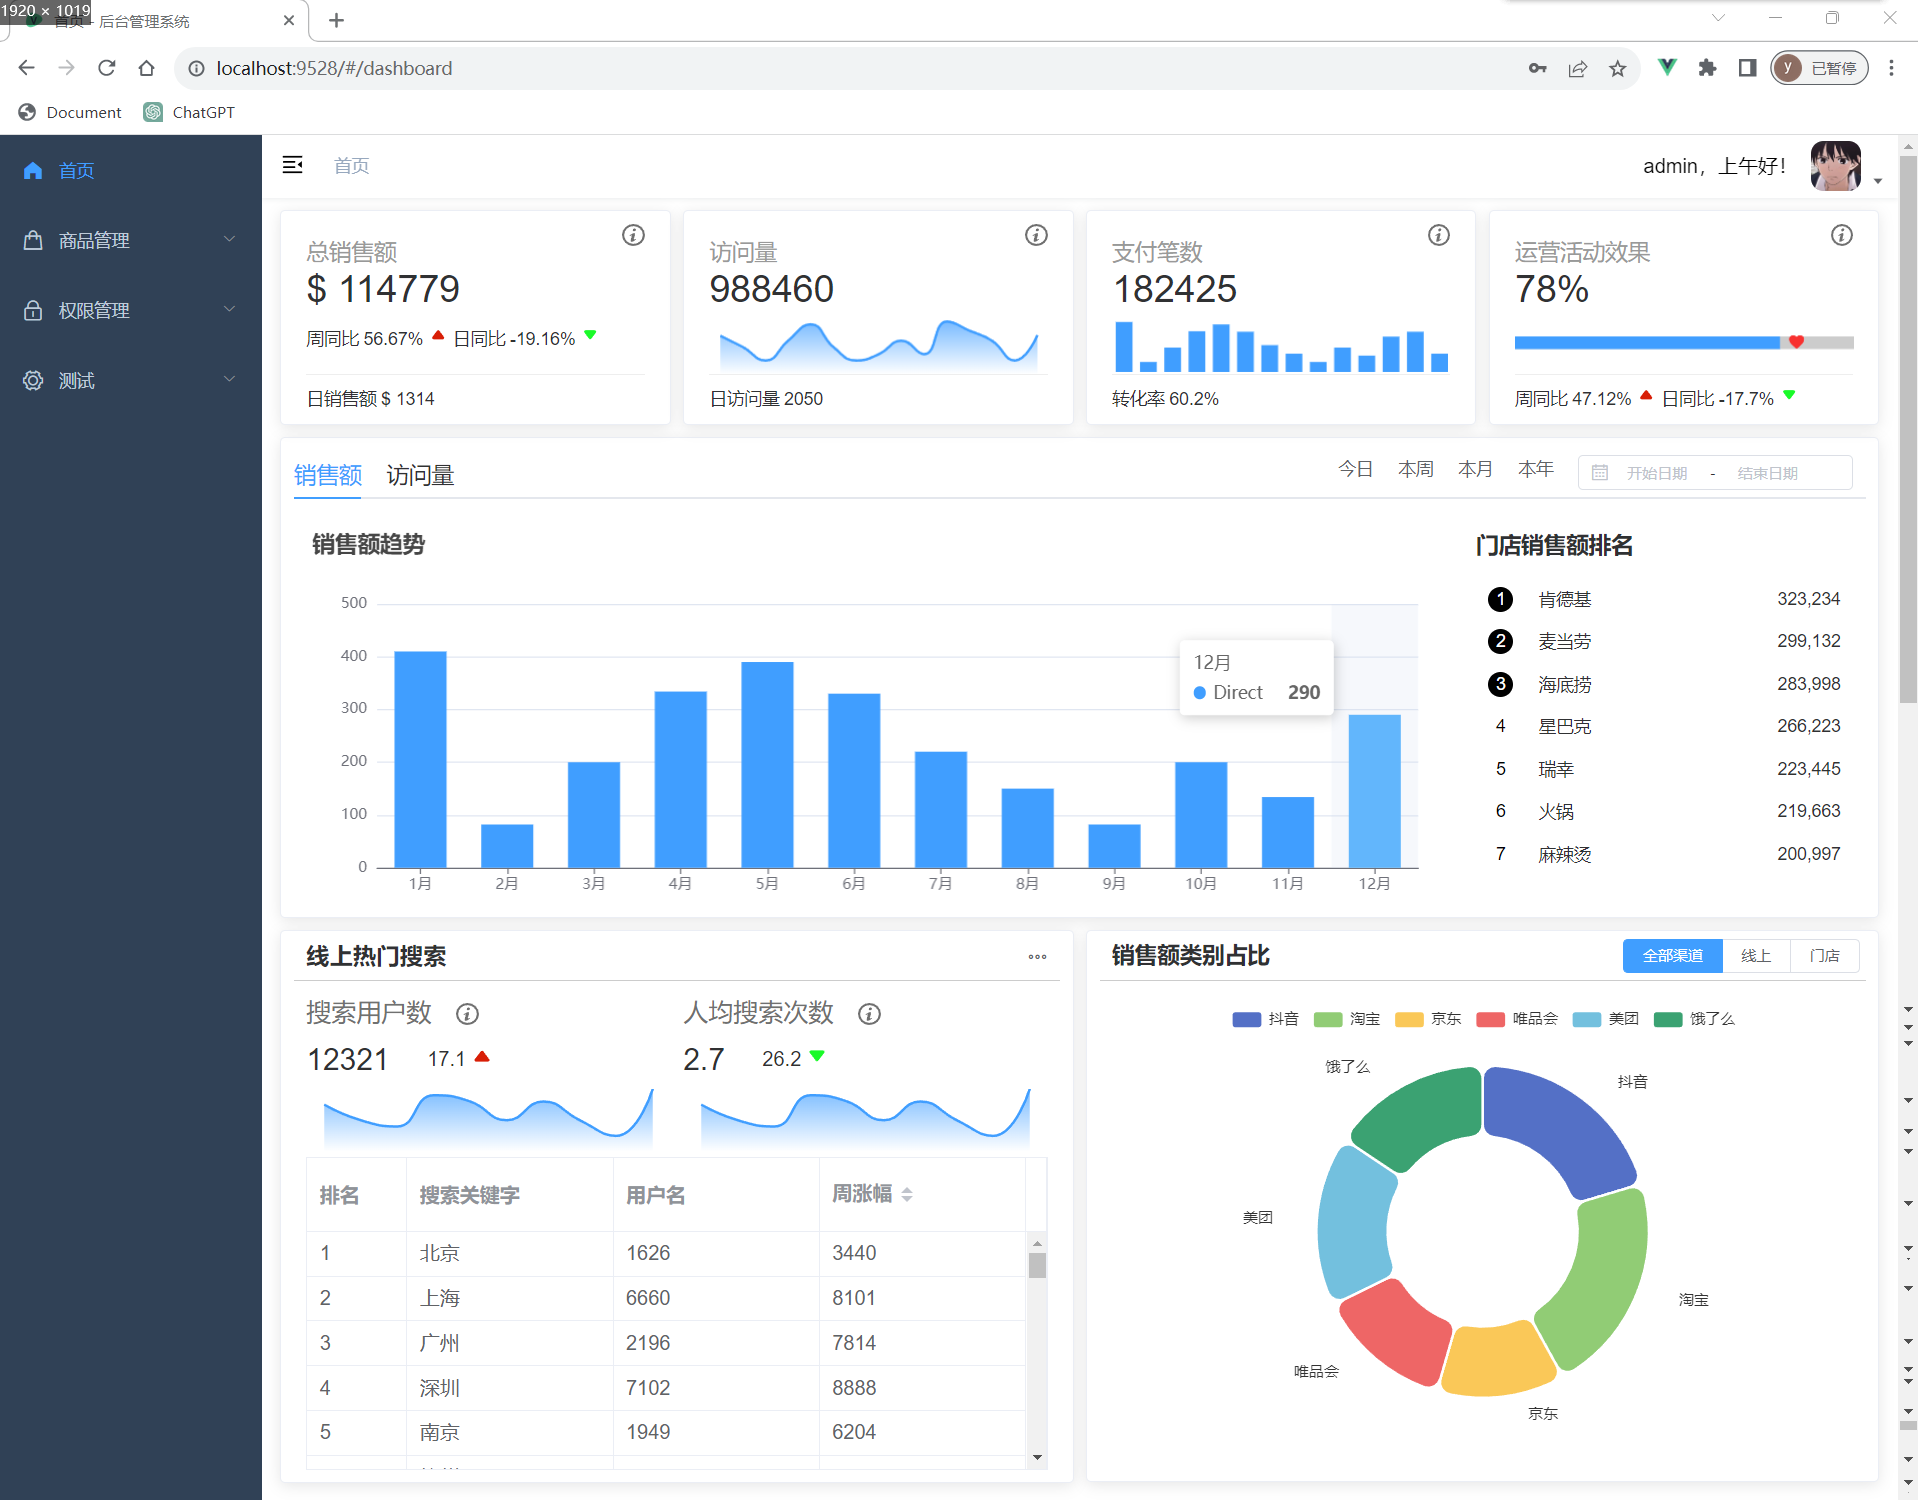 1920 × 1019
首页 - 后台管理系统
localhost:9528/#/dashboard
y 已暂停
Document ChatGPT
首页
商品管理
权限管理
测试
首页
admin，上午好！
总销售额
$ 114779
周同比 56.67% 日同比 -19.16%
日销售额 $ 1314
访问量
988460
日访问量 2050
支付笔数
182425
转化率 60.2%
运营活动效果
78%
周同比 47.12% 日同比 -17.7%
销售额 访问量
今日 本周 本月 本年 开始日期 - 结束日期
销售额趋势
500
400
300
200
100
0
1月 2月 3月 4月 5月 6月 7月 8月 9月 10月 11月 12月
12月
Direct 290
门店销售额排名
1 肯德基 323,234
2 麦当劳 299,132
3 海底捞 283,998
4 星巴克 266,223
5 瑞幸 223,445
6 火锅 219,663
7 麻辣烫 200,997
线上热门搜索
搜索用户数
12321 17.1
人均搜索次数
2.7 26.2
排名 搜索关键字 用户名 周涨幅
1 北京 1626 3440
2 上海 6660 8101
3 广州 2196 7814
4 深圳 7102 8888
5 南京 1949 6204
销售额类别占比
全部渠道 线上 门店
抖音 淘宝 京东 唯品会 美团 饿了么
饿了么
抖音
美团
淘宝
唯品会
京东